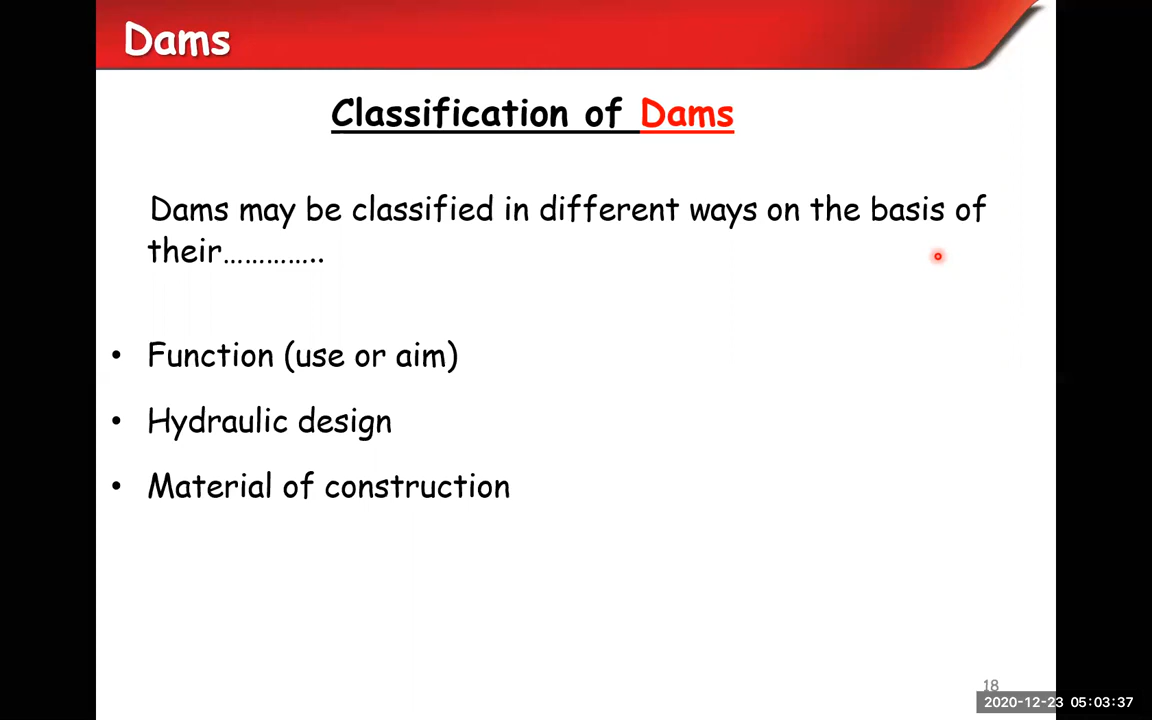 Dams
Classification of Dams
Dams may be classified in different ways on the basis of
their…………..
• Function (use or aim)
• Hydraulic design
• Material of construction
18
2020-12-23 05:03:37